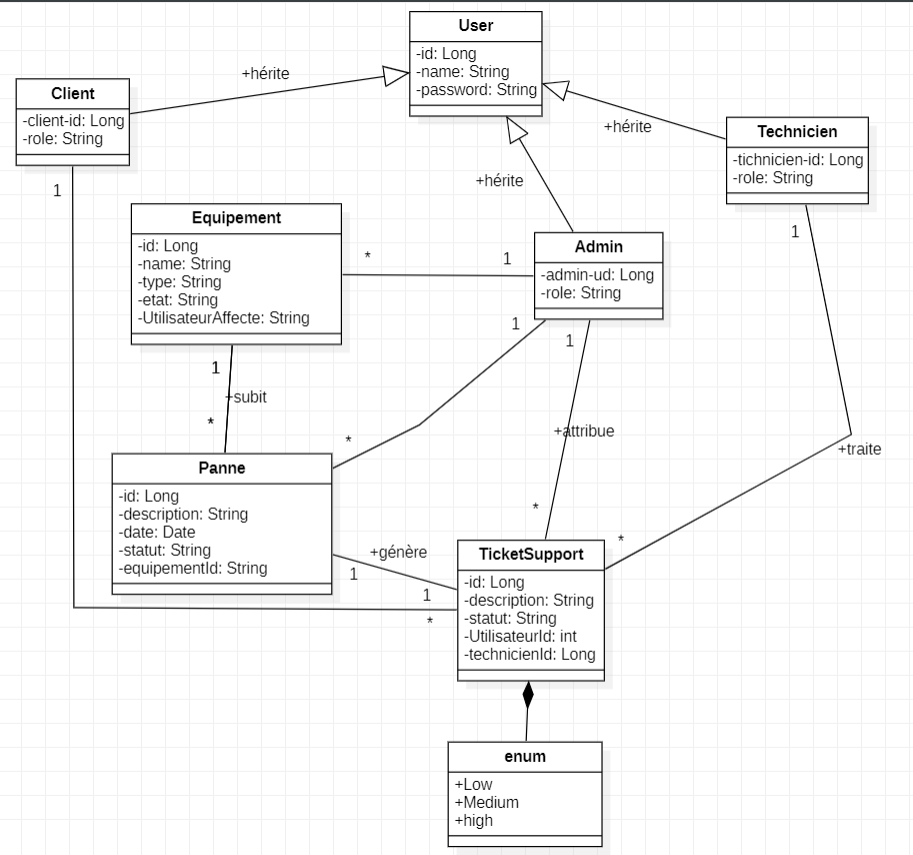 User
-id: Long
-name: String
-password: String
+hérite
Client
-client-id: Long
-role: String
1
+hérite
Technicien
-tichnicien-id: Long
-role: String
1
+hérite
Equipement
-id: Long
-name: String
-type: String
-etat: String
-UtilisateurAffecte: String
*
1
Admin
-admin-ud: Long
-role: String
1
1
1
+subit
*
*
+attribue
+traite
Panne
-id: Long
-description: String
-date: Date
-statut: String
-equipementId: String
+génère
1
1
*
*
*
TicketSupport
-id: Long
-description: String
-statut: String
-UtilisateurId: int
-technicienId: Long
enum
+Low
+Medium
+high